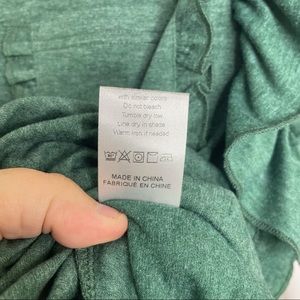 with similar colors
Do not bleach
Tumble dry low
Line dry in shade
Warm iron if needed
MADE IN CHINA
FABRIQUÉ EN CHINE